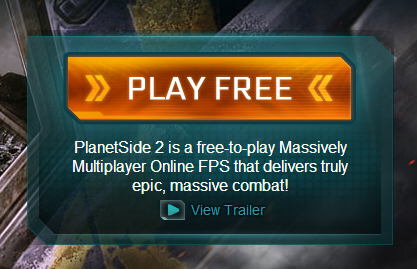 PLAY FREE
PlanetSide 2 is a free-to-play Massively
Multiplayer Online FPS that delivers truly
epic, massive combat!
View Trailer